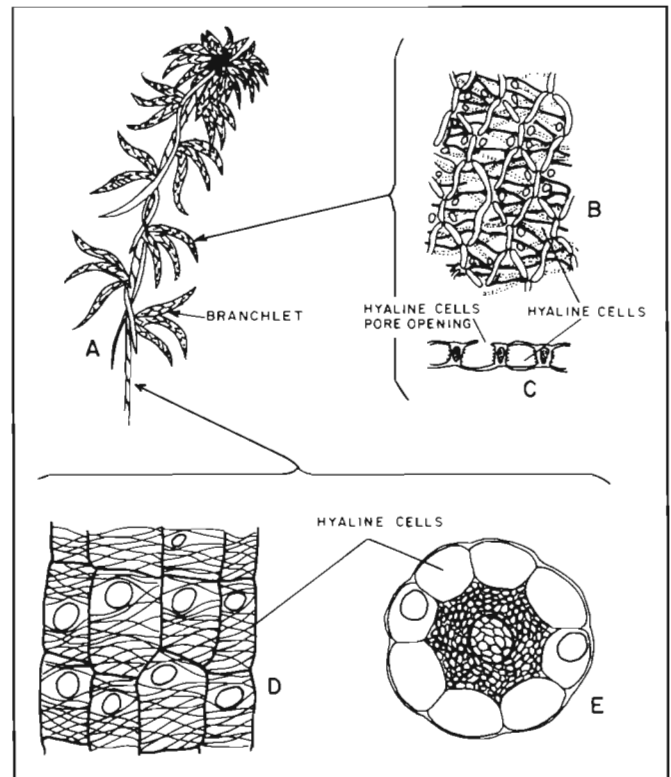 B
BRANCHLET
HYALINE CELLS
PORE OPENING
HYALINE CELLS
A
C
HYALINE CELLS
D
E